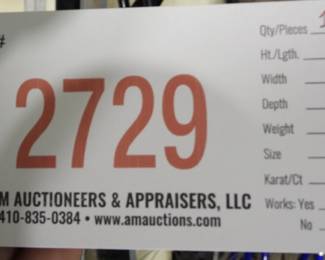 #
2729
M AUCTIONEERS & APPRAISERS, LLC
410-835-0384 • www.amauctions.com
Qty/Pieces
Ht./Lgth.
Width
Depth
Weight
Size
Karat/Ct
Works: Yes
No